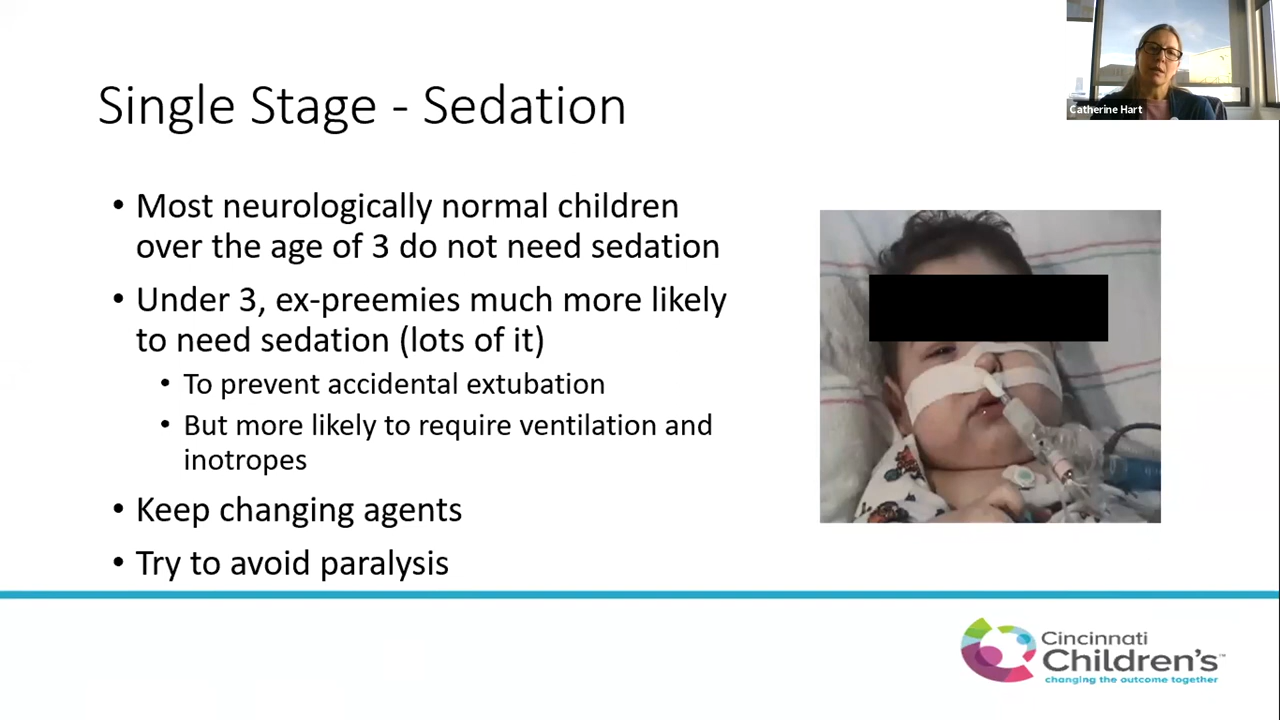 Catherine Hart
Single Stage - Sedation
• Most neurologically normal children
over the age of 3 do not need sedation
• Under 3, ex-preemies much more likely
to need sedation (lots of it)
• To prevent accidental extubation
• But more likely to require ventilation and
inotropes
• Keep changing agents
• Try to avoid paralysis
Cincinnati
Children's™
changing the outcome together